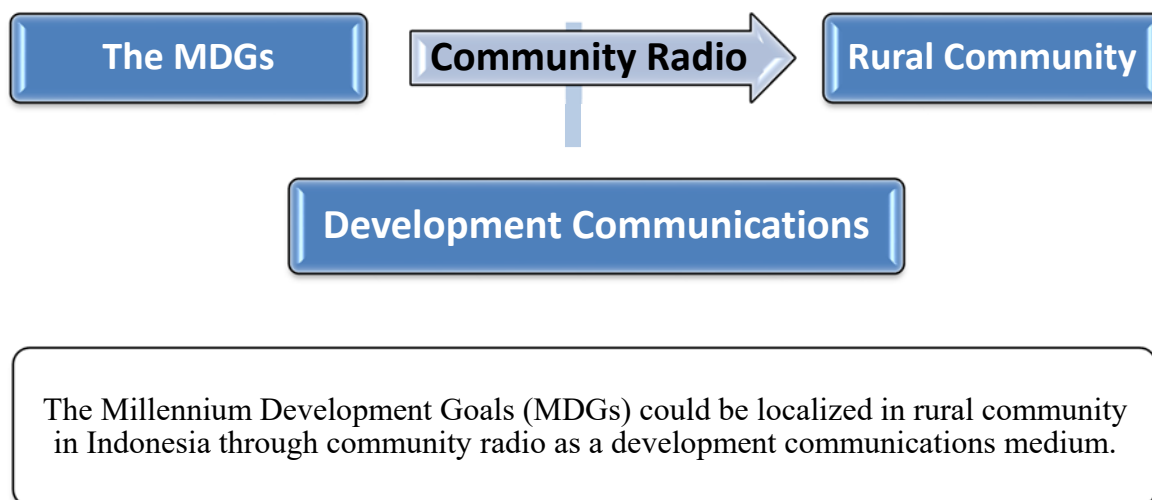 The MDGs
Community Radio
Rural Community
Development Communications
The Millennium Development Goals (MDGs) could be localized in rural community
in Indonesia through community radio as a development communications medium.